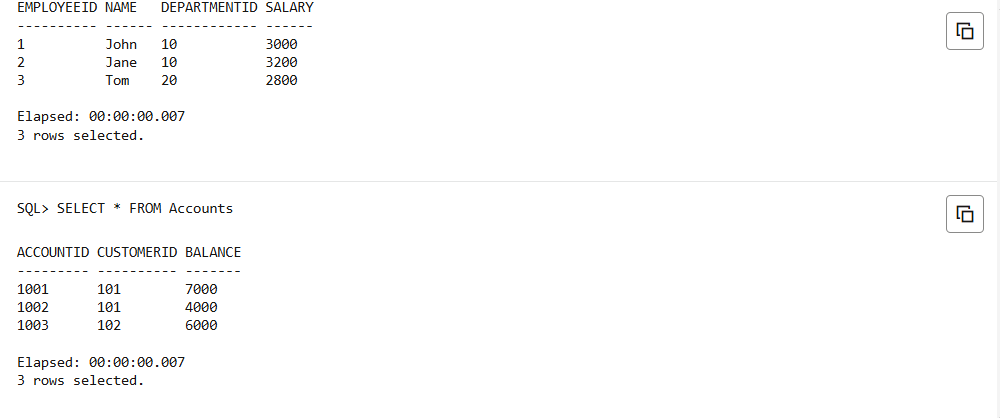 EMPLOYEEID NAME   DEPARTMENTID SALARY
---------- ------ ------------ ------
1          John   10           3000
2          Jane   10           3200
3          Tom    20           2800
Elapsed: 00:00:00.007
3 rows selected.
SQL> SELECT * FROM Accounts
ACCOUNTID CUSTOMERID BALANCE
--------- ---------- -------
1001      101        7000
1002      101        4000
1003      102        6000
Elapsed: 00:00:00.007
3 rows selected.